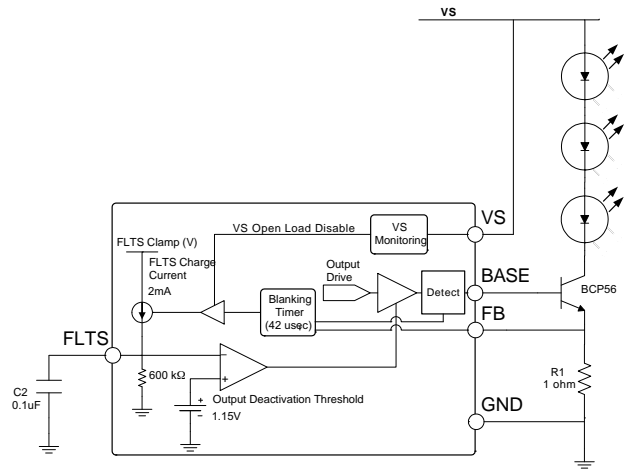 VS
VS
VS Open Load Disable
VS
Monitoring
FLTS Clamp (V)
FLTS Charge
Current
2mA
Output
Drive
BASE
Detect
BCP56
Blanking
Timer
(42 usec)
FB
FLTS
600 kΩ
−
+
R1
1 ohm
C2
0.1uF
+
−
Output Deactivation Threshold
1.15V
GND